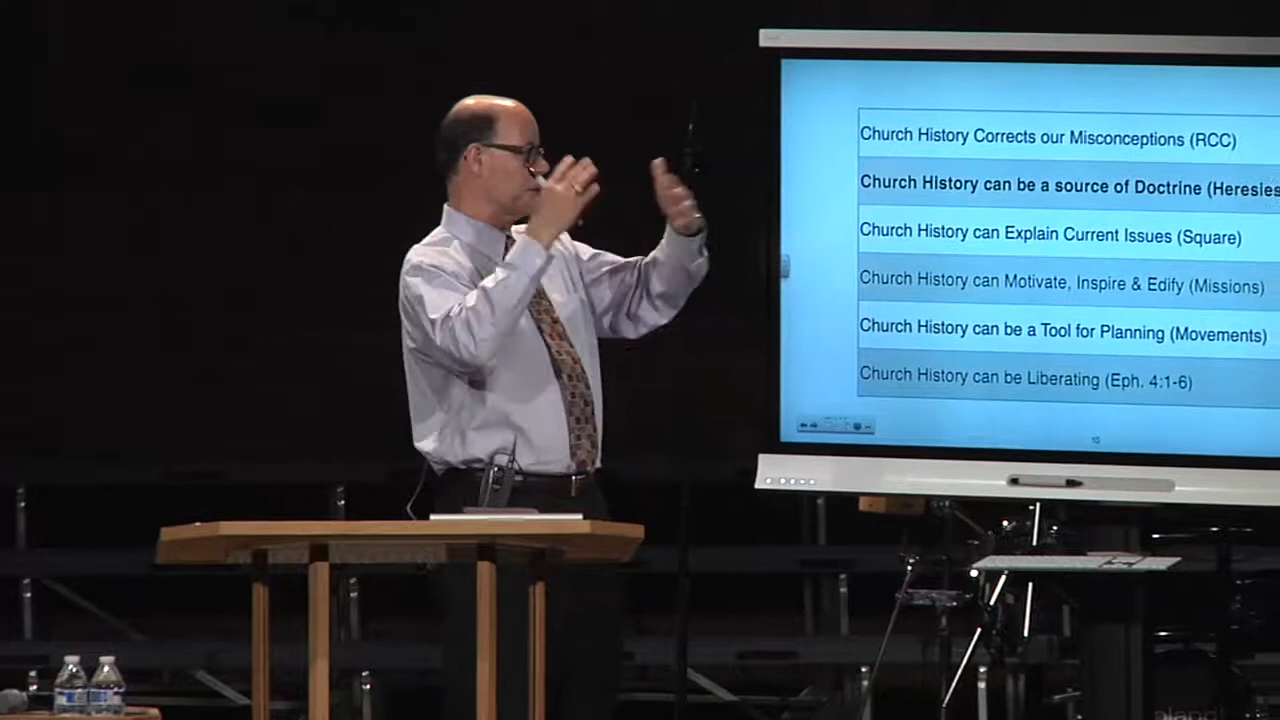 Church History Corrects our Misconceptions (RCC)
Church History can be a source of Doctrine (Heresies
Church History can Explain Current Issues (Square)
Church History can Motivate, Inspire & Edify (Missions)
Church History can be a Tool for Planning (Movements)
Church History can be Liberating (Eph. 4:1-6)
10